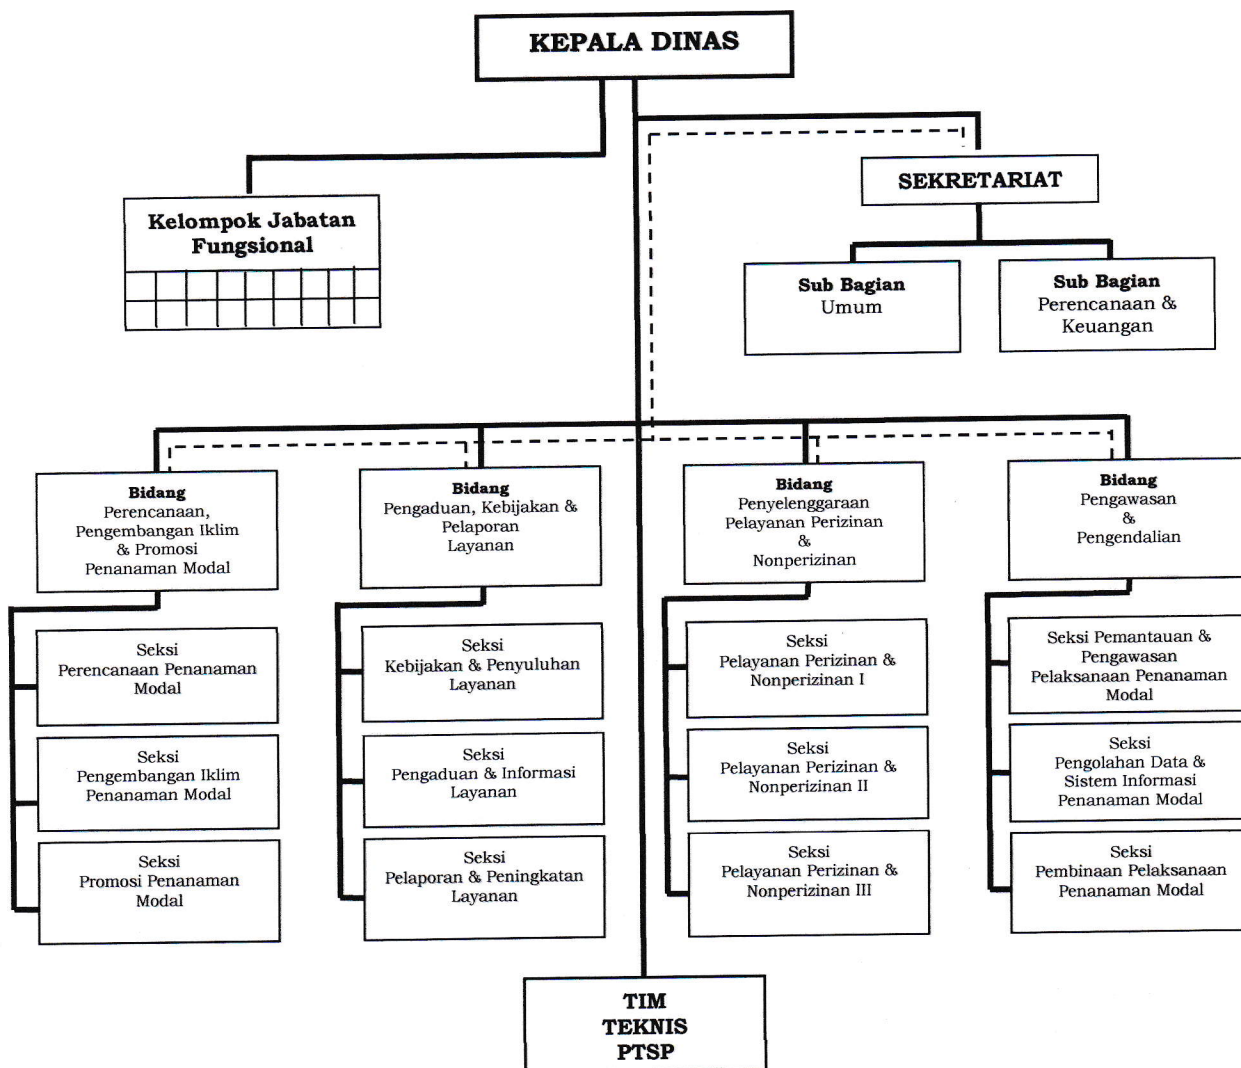 KEPALA DINAS
SEKRETARIAT
Kelompok Jabatan
Fungsional
Sub Bagian
Umum
Sub Bagian
Perencanaan &
Keuangan
Bidang
Perencanaan,
Pengembangan Iklim
& Promosi
Penanaman Modal
Bidang
Pengaduan, Kebijakan &
Pelaporan
Layanan
Bidang
Penyelenggaraan
Pelayanan Perizinan
&
Nonperizinan
Bidang
Pengawasan
&
Pengendalian
Seksi
Perencanaan Penanaman
Modal
Seksi
Kebijakan & Penyuluhan
Layanan
Seksi
Pelayanan Perizinan &
Nonperizinan I
Seksi Pemantauan &
Pengawasan
Pelaksanaan Penanaman
Modal
Seksi
Pengembangan Iklim
Penanaman Modal
Seksi
Pengaduan & Informasi
Layanan
Seksi
Pelayanan Perizinan &
Nonperizinan II
Seksi
Pengolahan Data &
Sistem Informasi
Penanaman Modal
Seksi
Promosi Penanaman
Modal
Seksi
Pelaporan & Peningkatan
Layanan
Seksi
Pelayanan Perizinan &
Nonperizinan III
Seksi
Pembinaan Pelaksanaan
Penanaman Modal
TIM
TEKNIS
PTSP